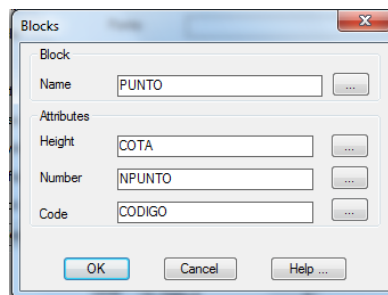 Blocks
Block
Name PUNTO ...
Attributes
Height COTA ...
Number NPUNTO ...
Code CODIGO ...
OK Cancel Help ...